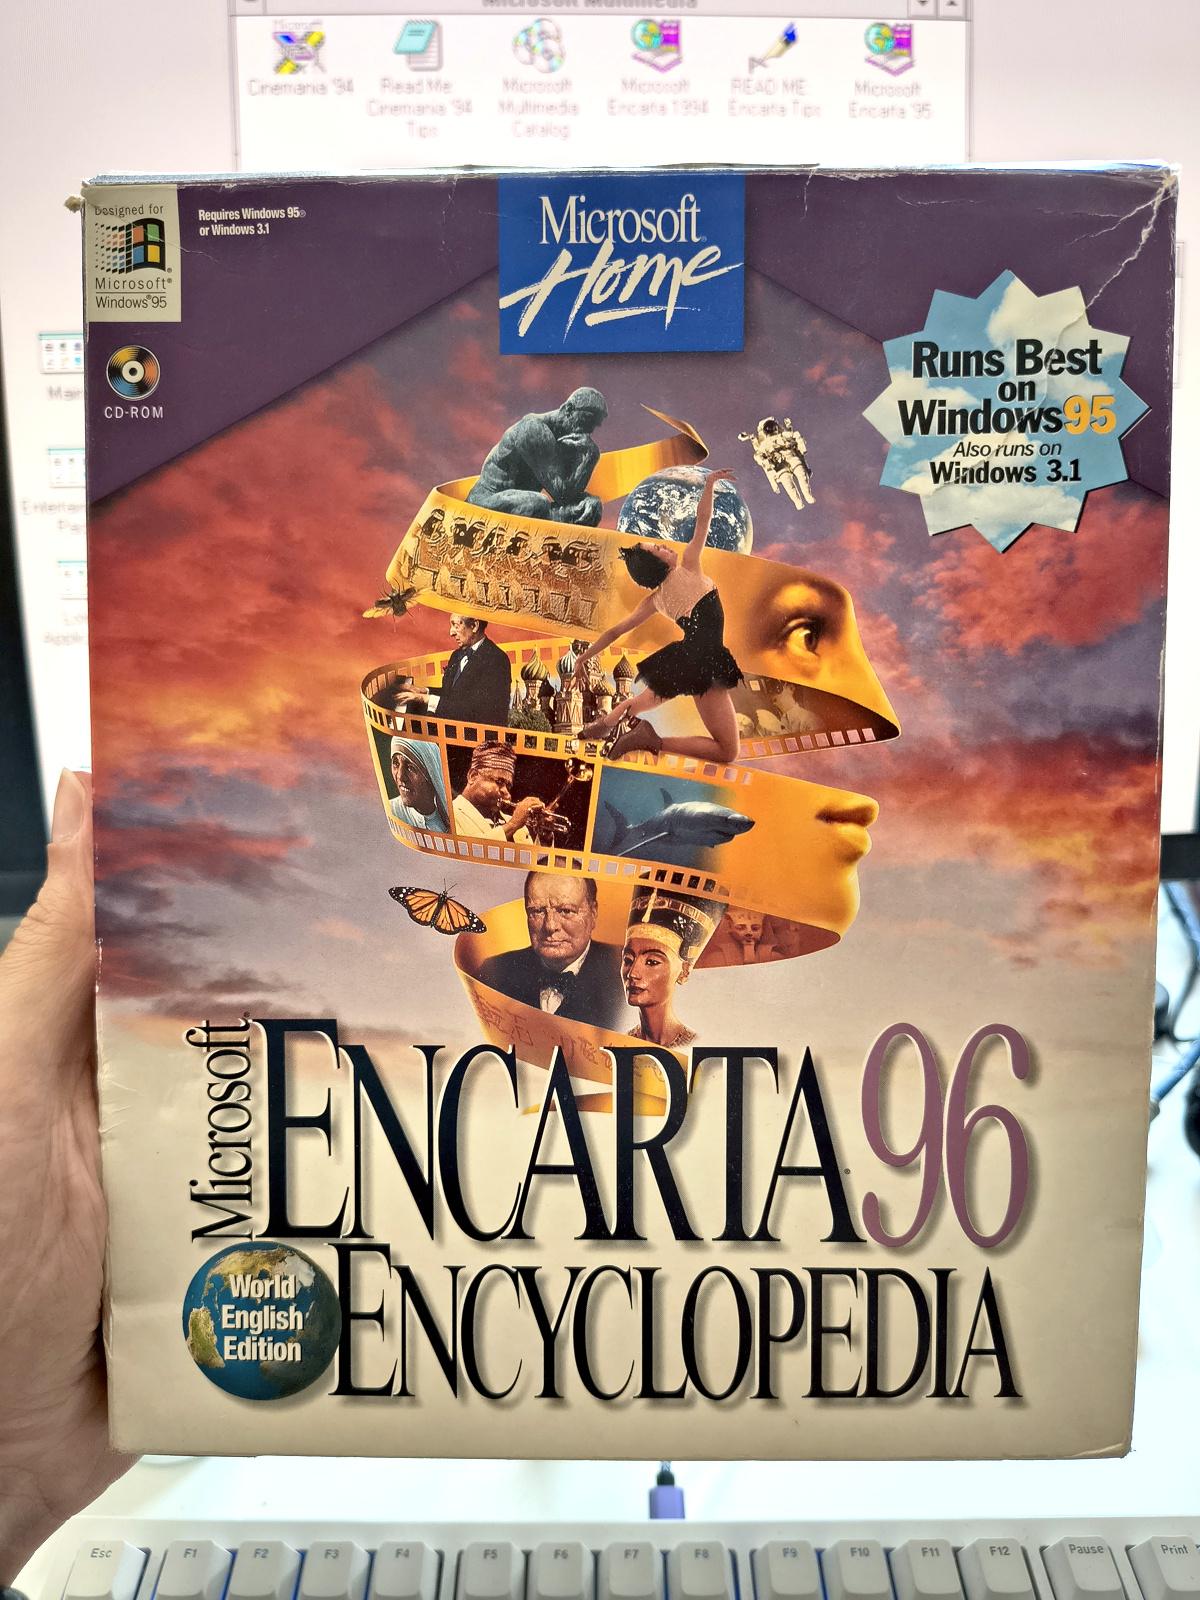 Microsoft Multimedia
Cinemania '94
Read Me
Cinemania '94
Tips
Microsoft
Multimedia
Catalog
Microsoft
Encarta 1994
READ ME
Encarta Tips
Microsoft
Encarta '95
Designed for
Microsoft®
Windows®95
Requires Windows 95®
or Windows 3.1
CD-ROM
Microsoft®
Home
Runs Best
on
Windows95
Also runs on
Windows 3.1
Microsoft®
ENCARTA®96
ENCYCLOPEDIA
World
English
Edition
Main
Esc
F1
F2
F3
F4
F5
F6
F7
F8
F9
F10
F11
F12
Pause
Print